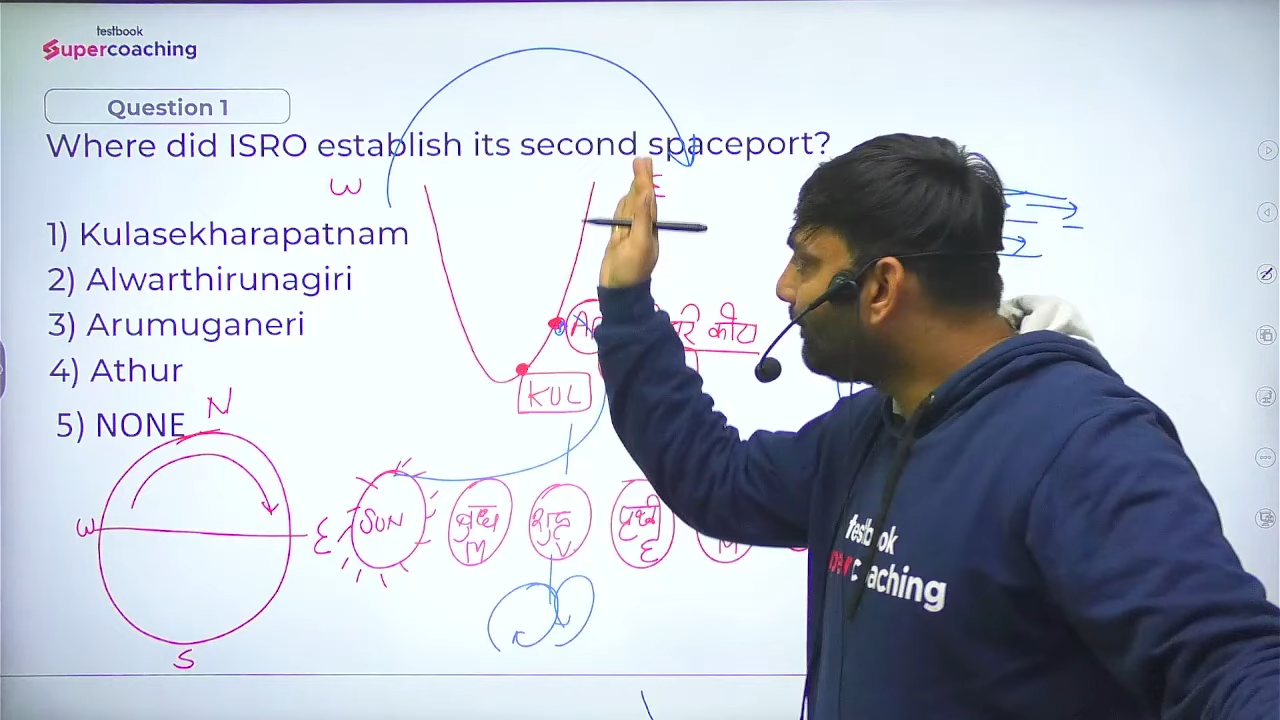 testbook
Supercoaching
Question 1
Where did ISRO establish its second spaceport?
W
E
1) Kulasekharapatnam
2) Alwarthirunagiri
3) Arumuganeri
4) Athur
5) NONE
कोटा
KUL
N
W
E
S
SUN
बुध
M
शुक्र
V
पृथ्वी
E
M
testbook
coaching